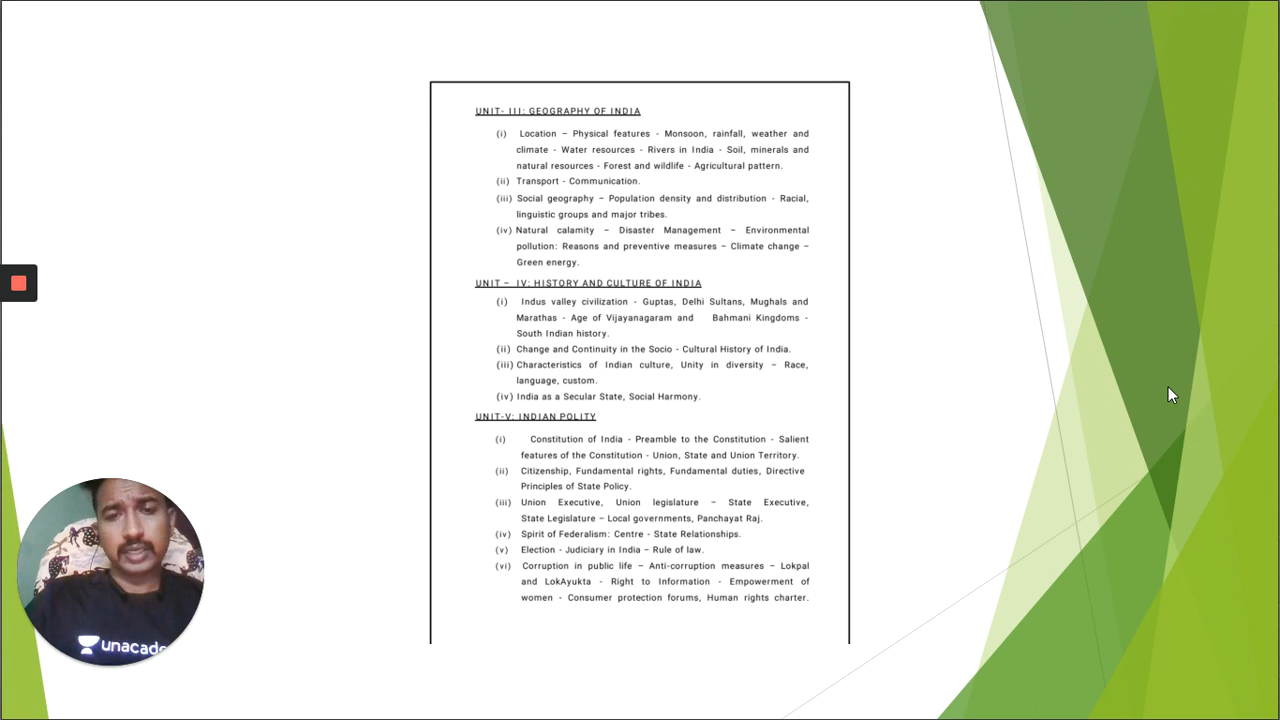 UNIT- III: GEOGRAPHY OF INDIA
(i) Location – Physical features - Monsoon, rainfall, weather and
climate - Water resources - Rivers in India - Soil, minerals and
natural resources - Forest and wildlife - Agricultural pattern.
(ii) Transport - Communication.
(iii) Social geography – Population density and distribution - Racial,
linguistic groups and major tribes.
(iv) Natural calamity – Disaster Management – Environmental
pollution: Reasons and preventive measures – Climate change –
Green energy.
UNIT – IV: HISTORY AND CULTURE OF INDIA
(i) Indus valley civilization - Guptas, Delhi Sultans, Mughals and
Marathas - Age of Vijayanagaram and Bahmani Kingdoms -
South Indian history.
(ii) Change and Continuity in the Socio - Cultural History of India.
(iii) Characteristics of Indian culture, Unity in diversity – Race,
language, custom.
(iv) India as a Secular State, Social Harmony.
UNIT-V: INDIAN POLITY
(i) Constitution of India - Preamble to the Constitution - Salient
features of the Constitution - Union, State and Union Territory.
(ii) Citizenship, Fundamental rights, Fundamental duties, Directive
Principles of State Policy.
(iii) Union Executive, Union legislature – State Executive,
State Legislature – Local governments, Panchayat Raj.
(iv) Spirit of Federalism: Centre - State Relationships.
(v) Election - Judiciary in India – Rule of law.
(vi) Corruption in public life – Anti-corruption measures – Lokpal
and LokAyukta - Right to Information - Empowerment of
women - Consumer protection forums, Human rights charter.
unacade